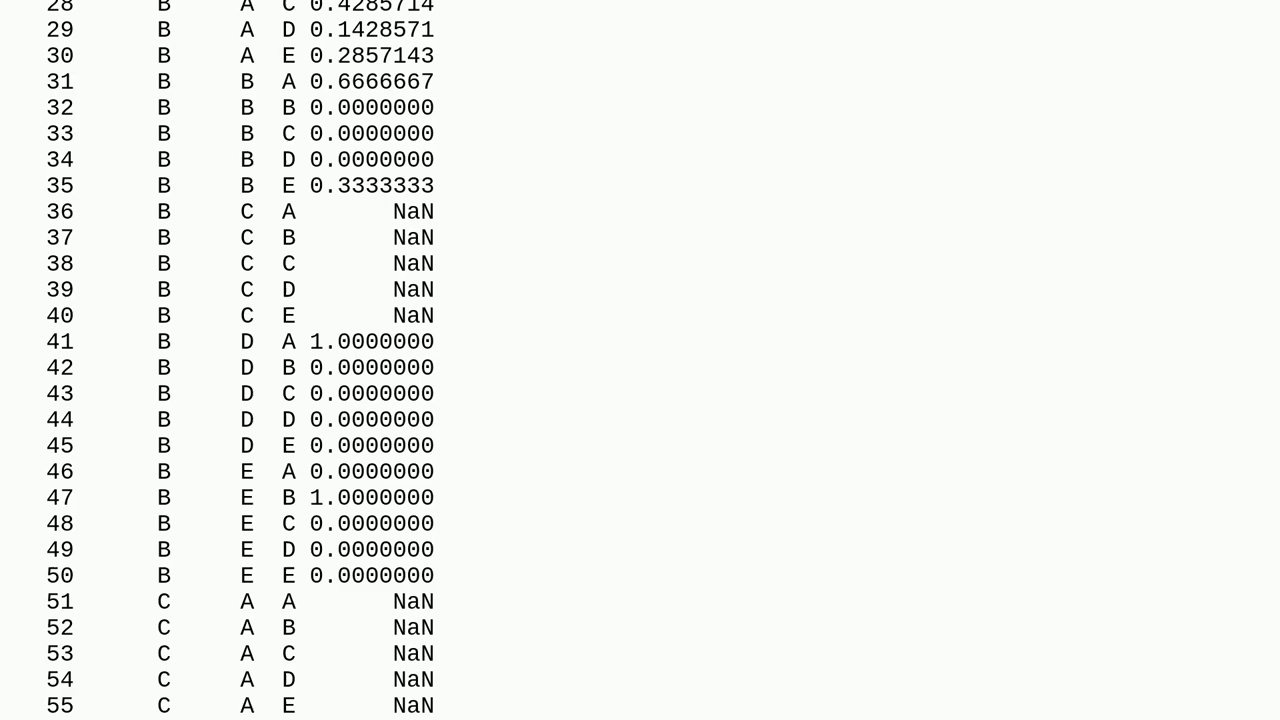 28      B     A  C 0.4285714
29      B     A  D 0.1428571
30      B     A  E 0.2857143
31      B     B  A 0.6666667
32      B     B  B 0.0000000
33      B     B  C 0.0000000
34      B     B  D 0.0000000
35      B     B  E 0.3333333
36      B     C  A       NaN
37      B     C  B       NaN
38      B     C  C       NaN
39      B     C  D       NaN
40      B     C  E       NaN
41      B     D  A 1.0000000
42      B     D  B 0.0000000
43      B     D  C 0.0000000
44      B     D  D 0.0000000
45      B     D  E 0.0000000
46      B     E  A 0.0000000
47      B     E  B 1.0000000
48      B     E  C 0.0000000
49      B     E  D 0.0000000
50      B     E  E 0.0000000
51      C     A  A       NaN
52      C     A  B       NaN
53      C     A  C       NaN
54      C     A  D       NaN
55      C     A  E       NaN